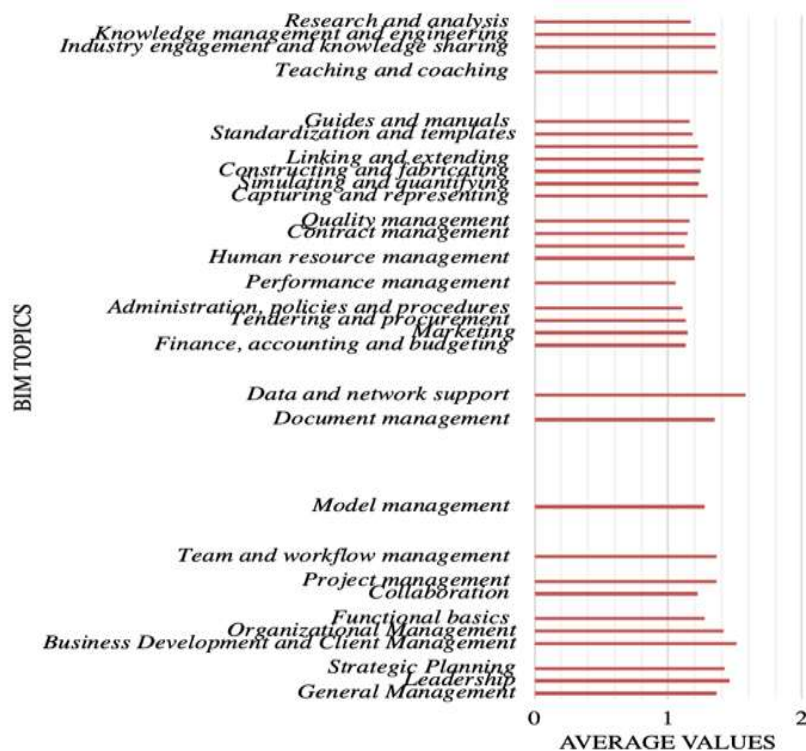 Research and analysis
Knowledge management and engineering
Industry engagement and knowledge sharing
Teaching and coaching
Guides and manuals
Standardization and templates
Linking and extending
Constructing and fabricating
Simulating and quantifying
Capturing and representing
Quality management
Contract management
Human resource management
Performance management
Administration, policies and procedures
Tendering and procurement
Marketing
Finance, accounting and budgeting
Data and network support
Document management
Model management
Team and workflow management
Project management
Collaboration
Functional basics
Organizational Management
Business Development and Client Management
Strategic Planning
Leadership
General Management
BIM TOPICS
0 1 2
AVERAGE VALUES